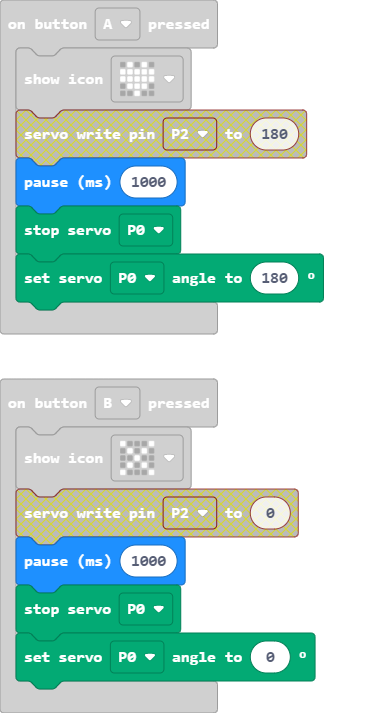 on button A pressed
show icon
servo write pin P2 to 180
pause (ms) 1000
stop servo P0
set servo P0 angle to 180 °
on button B pressed
show icon
servo write pin P2 to 0
pause (ms) 1000
stop servo P0
set servo P0 angle to 0 °